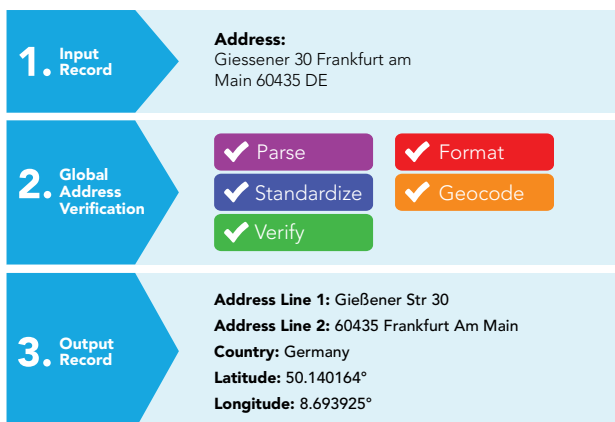 1. Input Record
Address:
Giessener 30 Frankfurt am
Main 60435 DE
2. Global Address Verification
Parse
Format
Standardize
Geocode
Verify
3. Output Record
Address Line 1: Gießener Str 30
Address Line 2: 60435 Frankfurt Am Main
Country: Germany
Latitude: 50.140164°
Longitude: 8.693925°